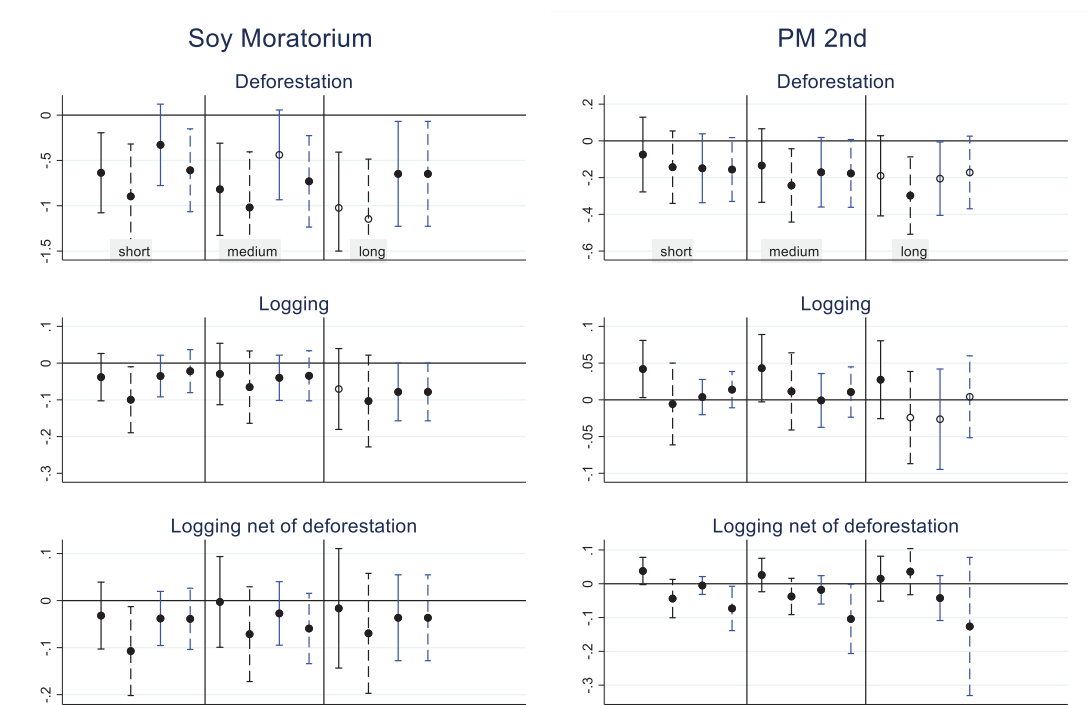 Soy Moratorium
Deforestation
0
-.5
-1
-1.5
short
medium
long
Logging
.1
0
-.1
-.2
-.3
Logging net of deforestation
.1
0
-.1
-.2
PM 2nd
Deforestation
.2
0
-.2
-.4
-.6
short
medium
long
Logging
.1
.05
0
-.05
-.1
Logging net of deforestation
.1
0
-.1
-.2
-.3